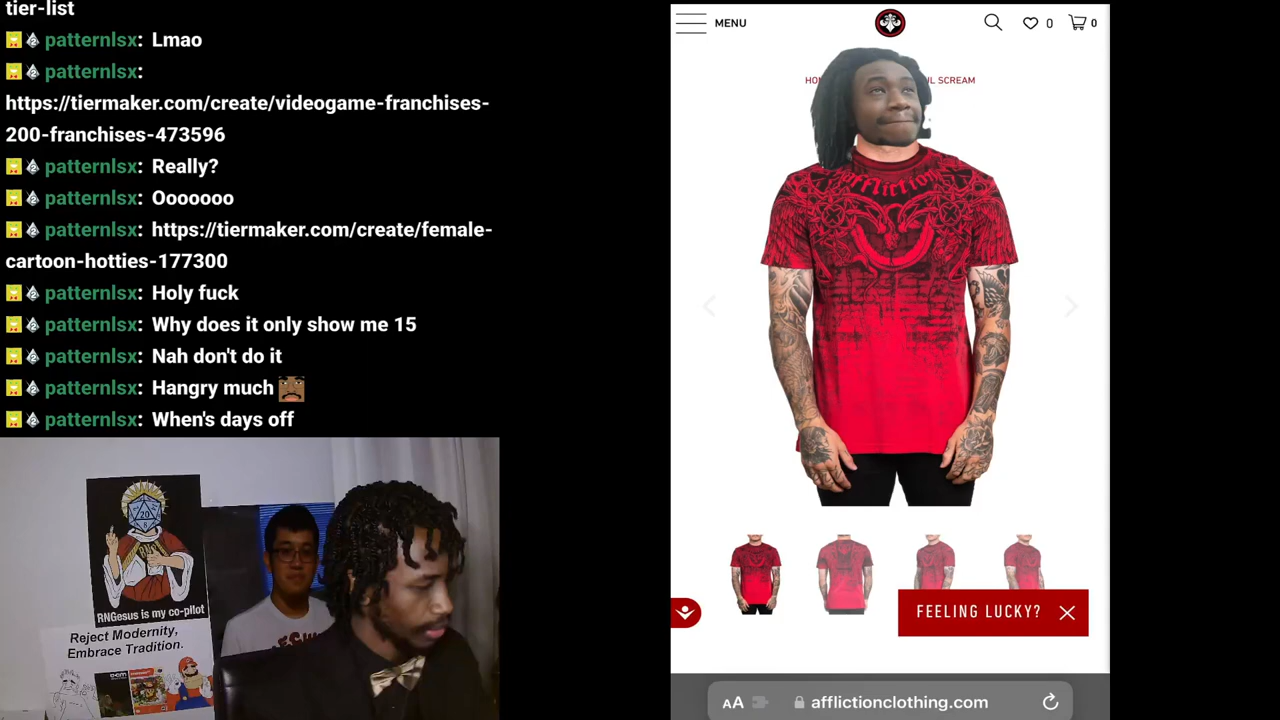 tier-list
patternlsx: Lmao
patternlsx:
https://tiermaker.com/create/videogame-franchises-
200-franchises-473596
patternlsx: Really?
patternlsx: Ooooooo
patternlsx: https://tiermaker.com/create/female-
cartoon-hotties-177300
patternlsx: Holy fuck
patternlsx: Why does it only show me 15
patternlsx: Nah don't do it
patternlsx: Hangry much
patternlsx: When's days off
20
8
RNGesus is my co-pilot
Reject Modernity,
Embrace Tradition.
MENU
0
0
SCREAM
Affliction
FEELING LUCKY?
AA
afflictionclothing.com